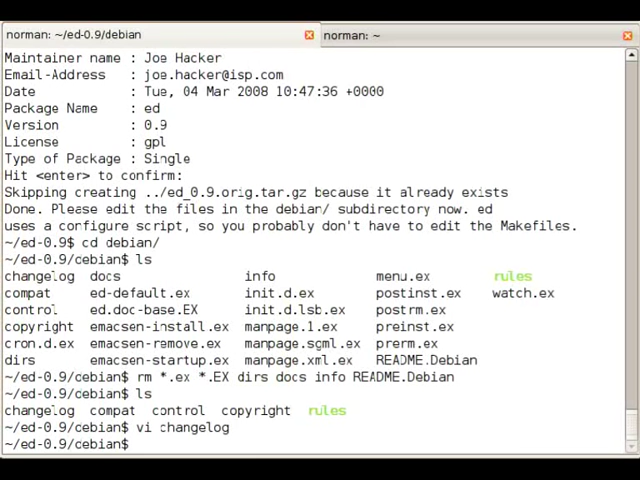 norman: ~/ed-0.9/debian norman: ~
Maintainer name : Joe Hacker
Email-Address : joe.hacker@isp.com
Date : Tue, 04 Mar 2008 10:47:36 +0000
Package Name : ed
Version : 0.9
License : gpl
Type of Package : Single
Hit <enter> to confirm:
Skipping creating ../ed_0.9.orig.tar.gz because it already exists
Done. Please edit the files in the debian/ subdirectory now. ed
uses a configure script, so you probably don't have to edit the Makefiles.
~/ed-0.9$ cd debian/
~/ed-0.9/debian$ ls
changelog docs info menu.ex rules
compat ed-default.ex init.d.ex postinst.ex watch.ex
control ed.doc-base.EX init.d.lsb.ex postrm.ex
copyright emacsen-install.ex manpage.1.ex preinst.ex
cron.d.ex emacsen-remove.ex manpage.sgml.ex prerm.ex
dirs emacsen-startup.ex manpage.xml.ex README.Debian
~/ed-0.9/debian$ rm *.ex *.EX dirs docs info README.Debian
~/ed-0.9/debian$ ls
changelog compat control copyright rules
~/ed-0.9/debian$ vi changelog
~/ed-0.9/debian$